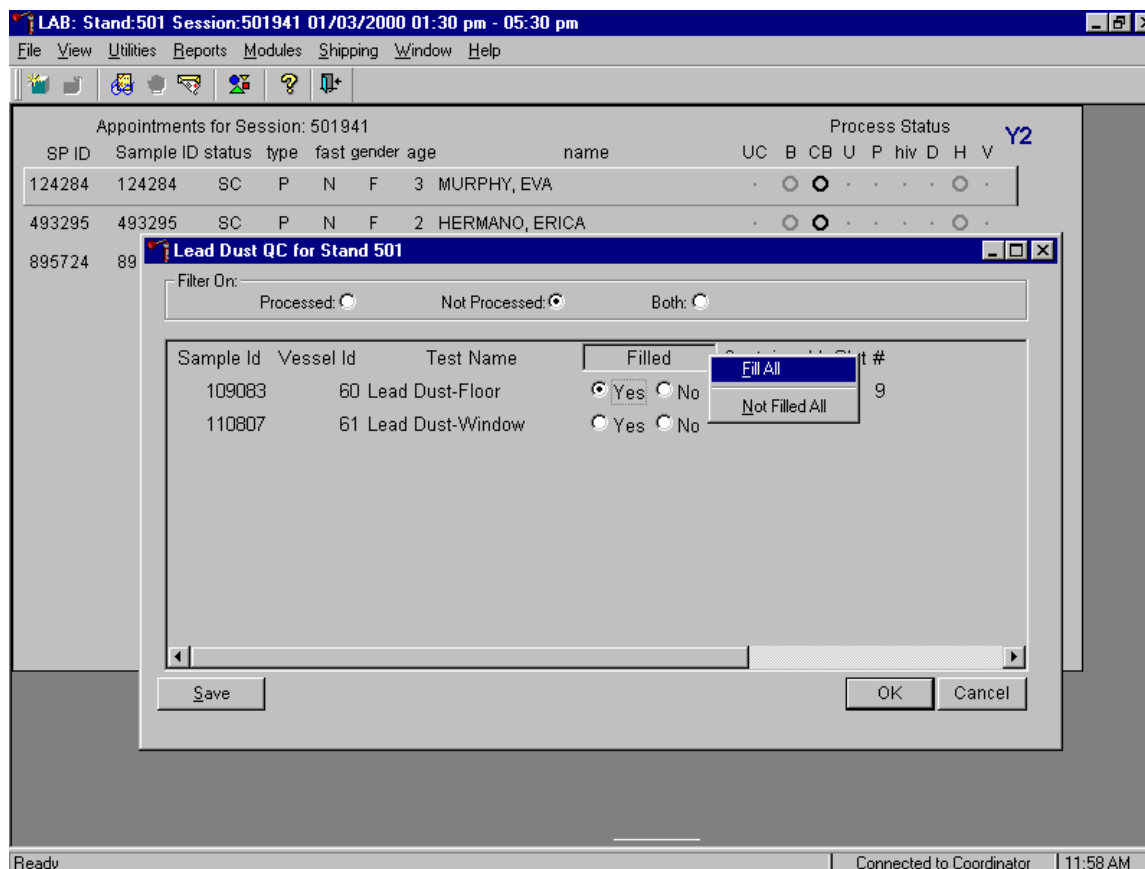 LAB: Stand:501 Session:501941 01/03/2000 01:30 pm - 05:30 pm
File View Utilities Reports Modules Shipping Window Help
Appointments for Session: 501941 Process Status Y2
SP ID Sample ID status type fast gender age name UC B CB U P hiv D H V
124284 124284 SC P N F 3 MURPHY, EVA
493295 493295 SC P N F 2 HERMANO, ERICA
895724 89
Lead Dust QC for Stand 501
Filter On:
Processed: Not Processed: Both:
Sample Id Vessel Id Test Name Filled #
Fill All
109083 60 Lead Dust-Floor Yes No 9
Not Filled All
110807 61 Lead Dust-Window Yes No
Save OK Cancel
Ready Connected to Coordinator 11:58 AM